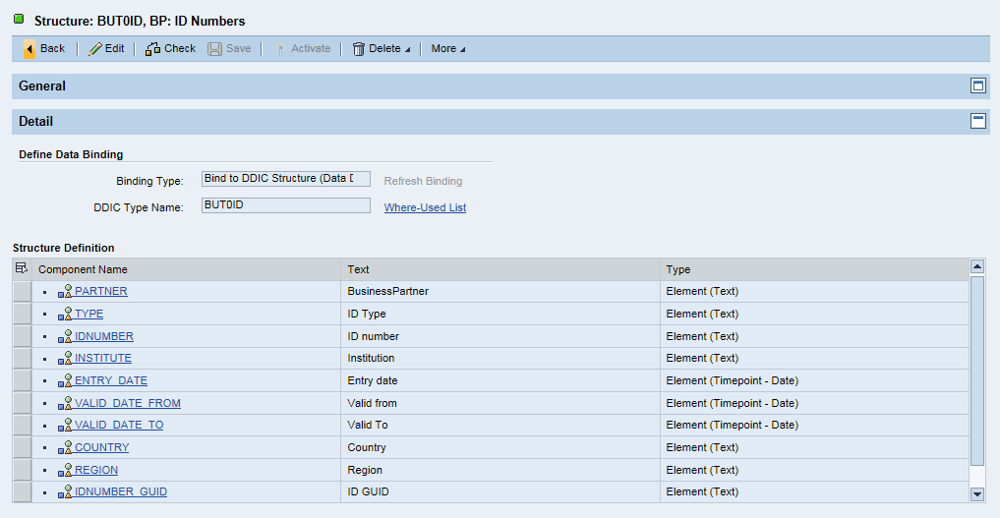 Structure: BUT0ID, BP: ID Numbers
Back Edit Check Save Activate Delete More
General
Detail
Define Data Binding
Binding Type: Bind to DDIC Structure (Data D Refresh Binding
DDIC Type Name: BUT0ID Where-Used List
Structure Definition
Component Name Text Type
PARTNER BusinessPartner Element (Text)
TYPE ID Type Element (Text)
IDNUMBER ID number Element (Text)
INSTITUTE Institution Element (Text)
ENTRY_DATE Entry date Element (Timepoint - Date)
VALID_DATE_FROM Valid from Element (Timepoint - Date)
VALID_DATE_TO Valid To Element (Timepoint - Date)
COUNTRY Country Element (Text)
REGION Region Element (Text)
IDNUMBER_GUID ID GUID Element (Text)